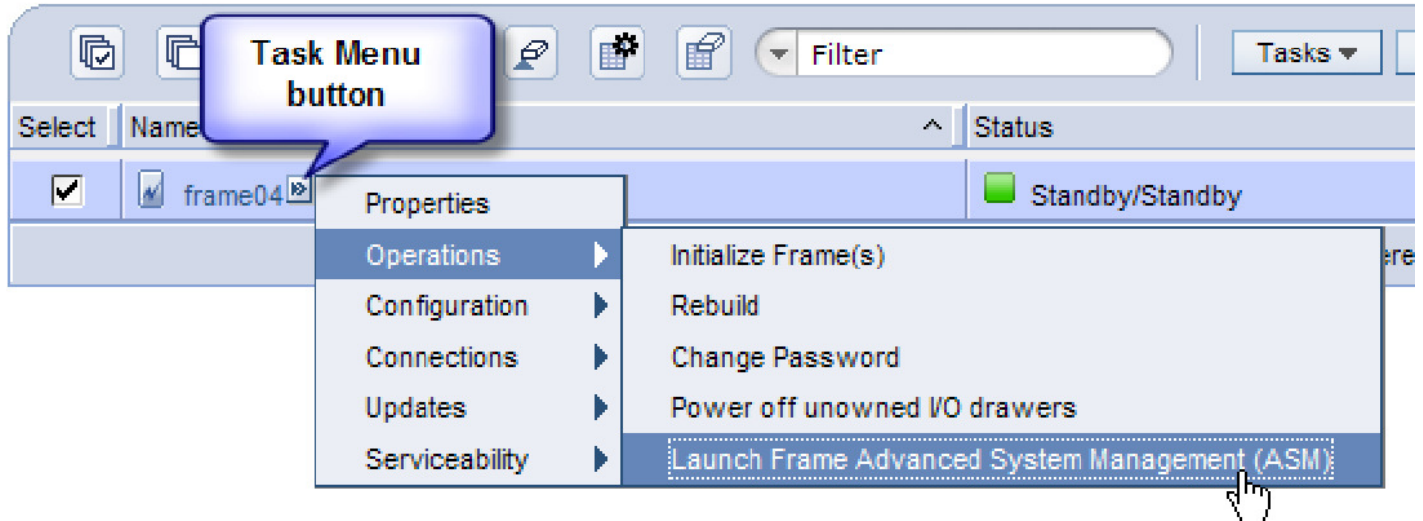 Task Menu
button
Filter
Tasks
Select
Name
Status
frame04
Standby/Standby
Properties
Operations
Configuration
Connections
Updates
Serviceability
Initialize Frame(s)
Rebuild
Change Password
Power off unowned I/O drawers
Launch Frame Advanced System Management (ASM)